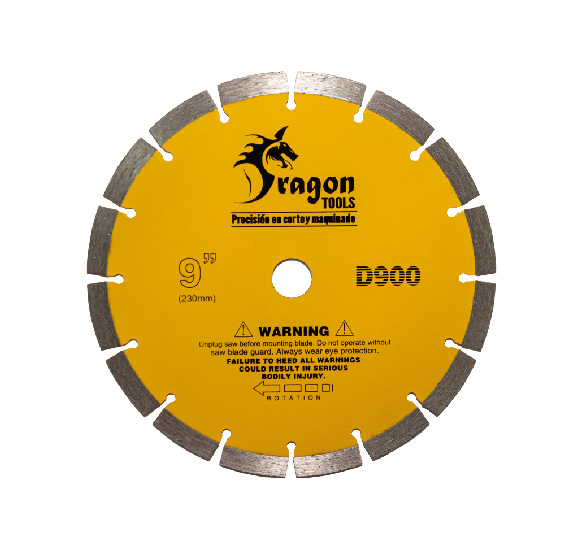 Dragon
TOOLS
Precisión en corte y maquinado
9”
(230mm)
D900
WARNING
Unplug saw before mounting blade. Do not operate without
saw blade guard. Always wear eye protection.
FAILURE TO HEED ALL WARNINGS
COULD RESULT IN SERIOUS
BODILY INJURY.
ROTATION